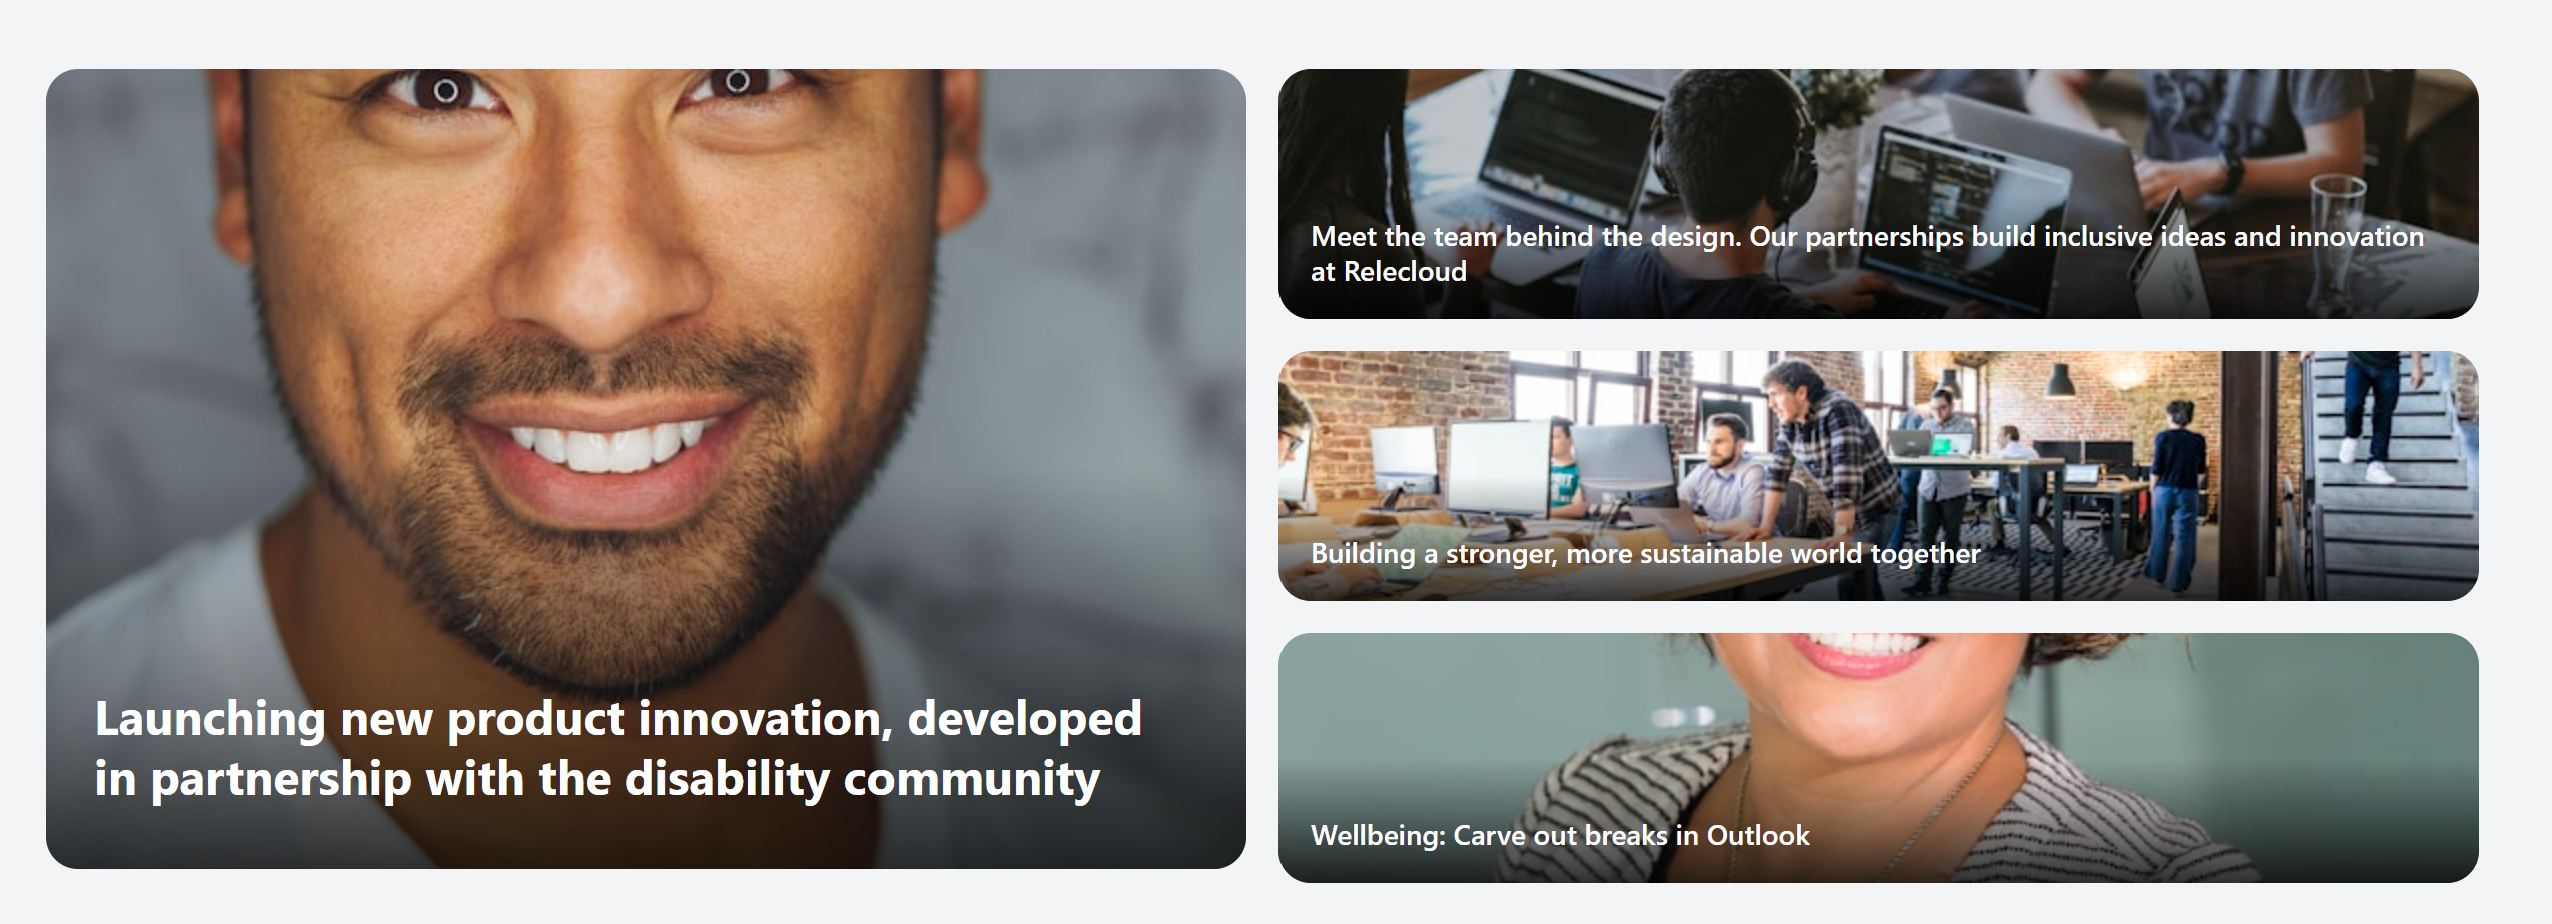 Launching new product innovation, developed
in partnership with the disability community
Meet the team behind the design. Our partnerships build inclusive ideas and innovation
at Relecloud
Building a stronger, more sustainable world together
Wellbeing: Carve out breaks in Outlook